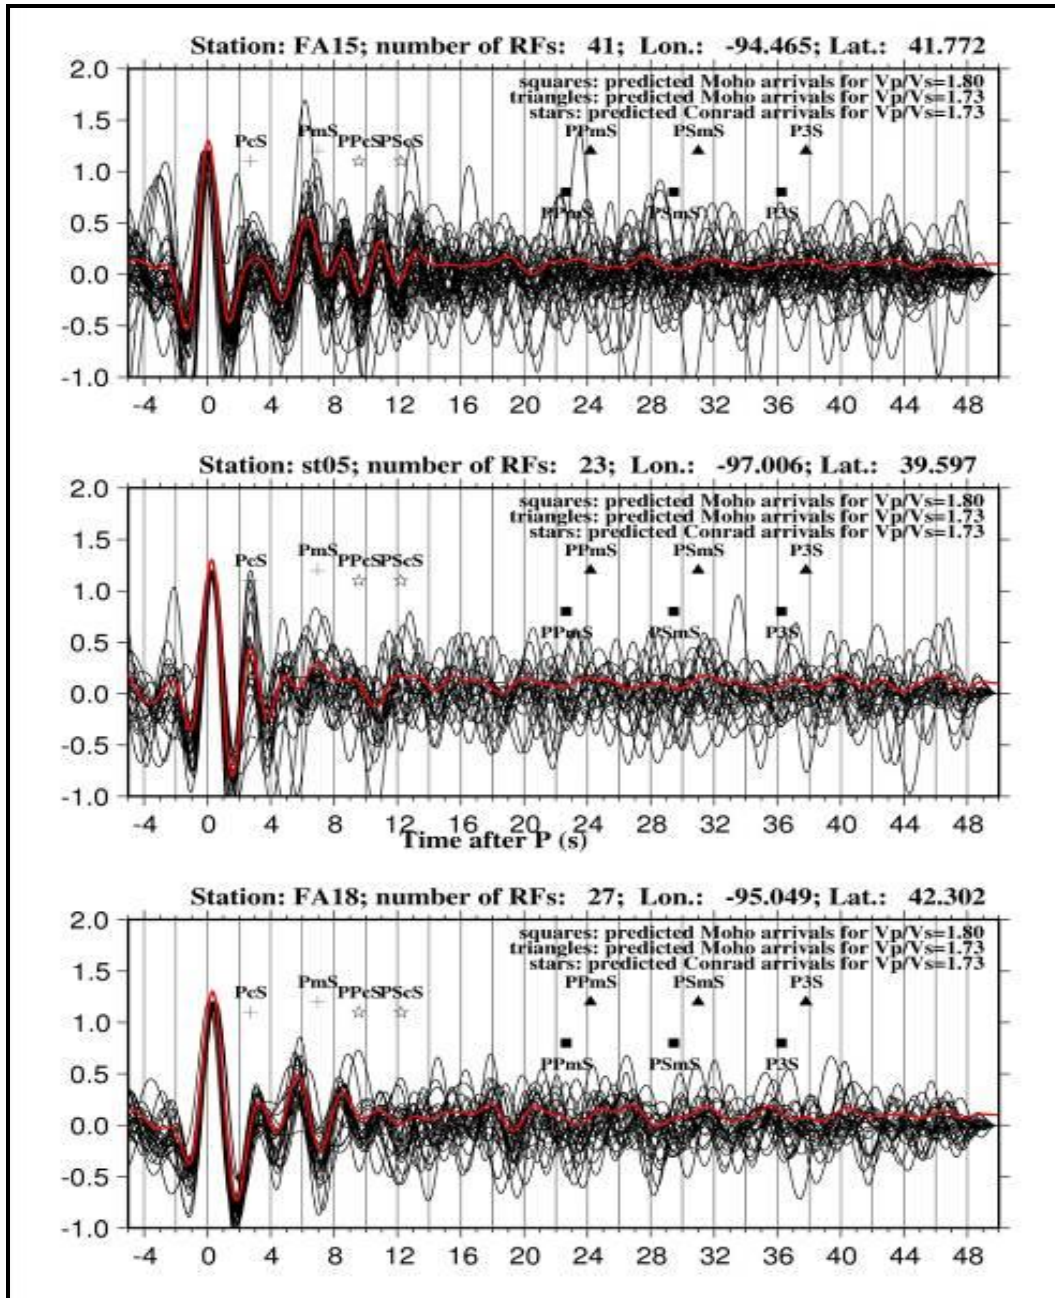 Station: FA15; number of RFs: 41; Lon.: -94.465; Lat.: 41.772
2.0
squares: predicted Moho arrivals for Vp/Vs=1.80
triangles: predicted Moho arrivals for Vp/Vs=1.73
stars: predicted Conrad arrivals for Vp/Vs=1.73
1.5
PcS PmS PPcS PScS PPmS PSmS P3S
1.0
PPmS PSmS P3S
0.5
0.0
-0.5
-1.0
-4 0 4 8 12 16 20 24 28 32 36 40 44 48
Station: st05; number of RFs: 23; Lon.: -97.006; Lat.: 39.597
2.0
squares: predicted Moho arrivals for Vp/Vs=1.80
triangles: predicted Moho arrivals for Vp/Vs=1.73
stars: predicted Conrad arrivals for Vp/Vs=1.73
1.5
PcS PmS PPcS PScS PPmS PSmS P3S
1.0
PPmS PSmS P3S
0.5
0.0
-0.5
-1.0
-4 0 4 8 12 16 20 24 28 32 36 40 44 48
Time after P (s)
Station: FA18; number of RFs: 27; Lon.: -95.049; Lat.: 42.302
2.0
squares: predicted Moho arrivals for Vp/Vs=1.80
triangles: predicted Moho arrivals for Vp/Vs=1.73
stars: predicted Conrad arrivals for Vp/Vs=1.73
1.5
PcS PmS PPcS PScS PPmS PSmS P3S
1.0
PPmS PSmS P3S
0.5
0.0
-0.5
-1.0
-4 0 4 8 12 16 20 24 28 32 36 40 44 48